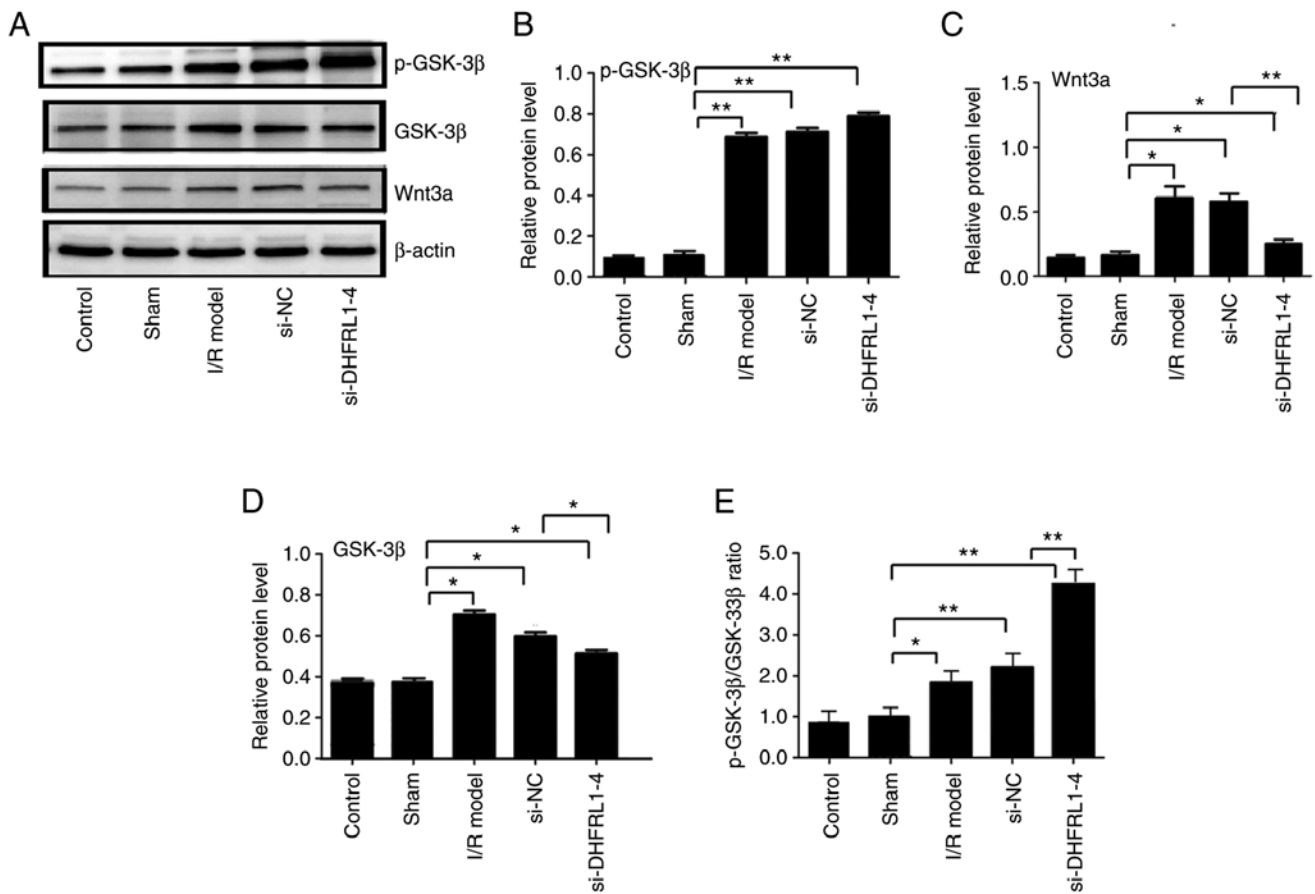 A
p-GSK-3β
GSK-3β
Wnt3a
β-actin
Control
Sham
I/R model
si-NC
si-DHFRL1-4
B
p-GSK-3β
Relative protein level
1.0
0.8
0.6
0.4
0.2
0.0
**
**
**
Control
Sham
I/R model
si-NC
si-DHFRL1-4
C
Wnt3a
Relative protein level
1.5
1.0
0.5
0.0
**
*
*
*
Control
Sham
I/R model
si-NC
si-DHFRL1-4
D
GSK-3β
Relative protein level
1.0
0.8
0.6
0.4
0.2
0.0
*
*
*
*
Control
Sham
I/R model
si-NC
si-DHFRL1-4
E
p-GSK-3β/GSK-33β ratio
5.0
4.0
3.0
2.0
1.0
0.0
**
**
**
*
Control
Sham
I/R model
si-NC
si-DHFRL1-4